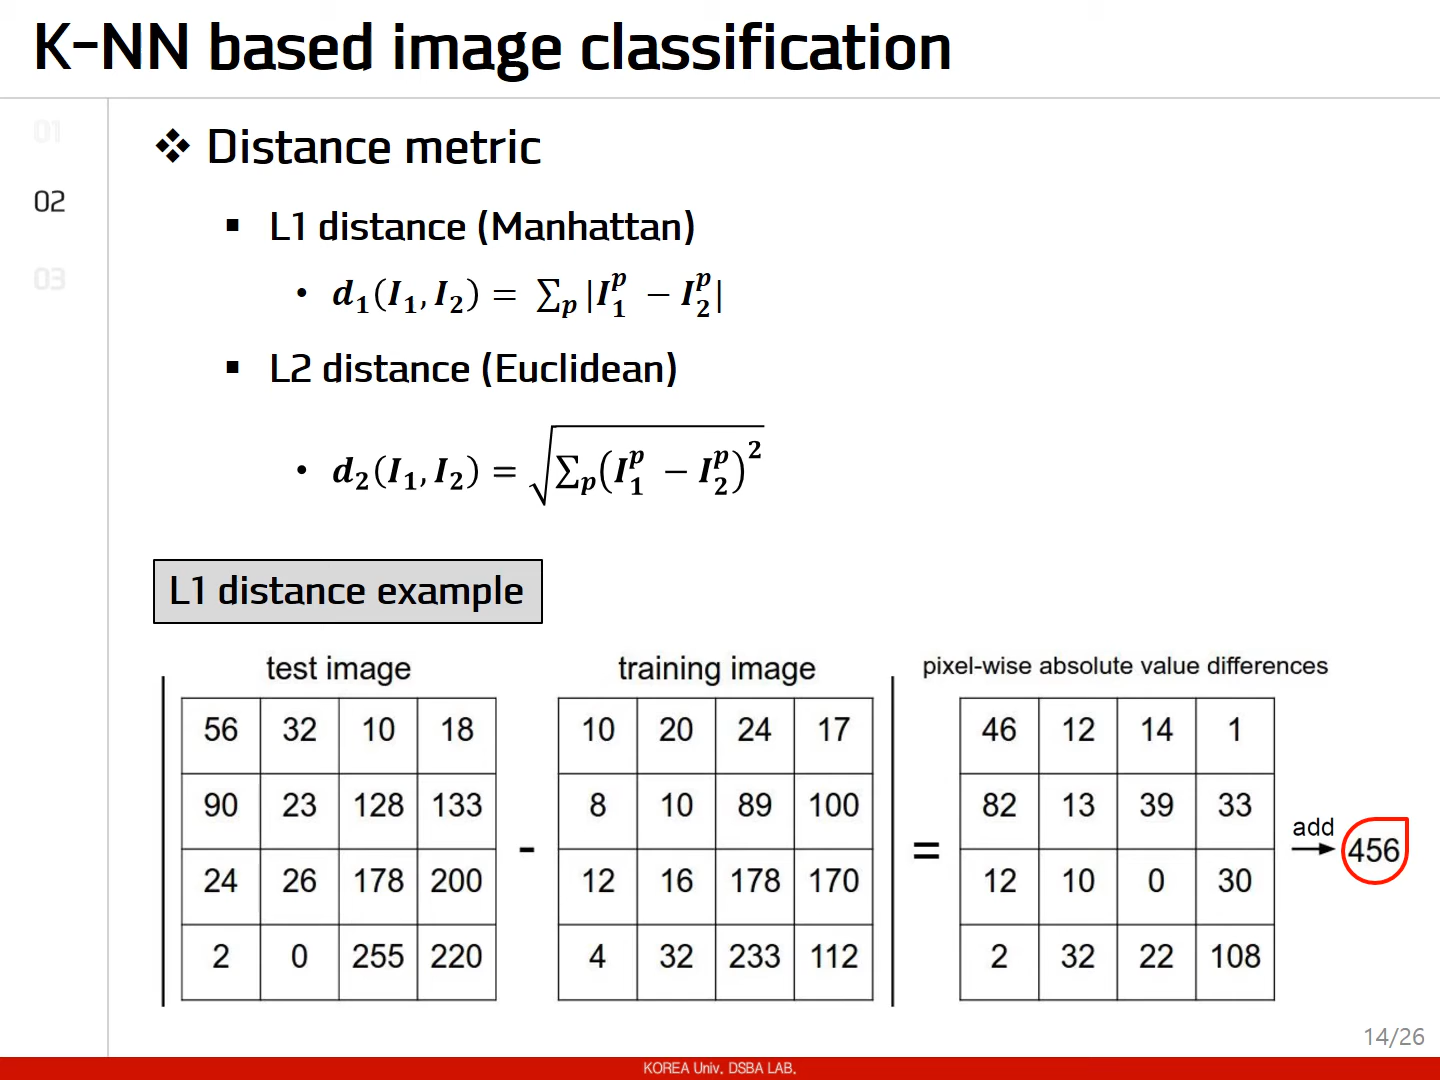 K-NN based image classification
01
02
03
❖ Distance metric
▪ L1 distance (Manhattan)
• d₁(I₁, I₂) = ∑ₚ |I₁ᵖ − I₂ᵖ|
▪ L2 distance (Euclidean)
• d₂(I₁, I₂) = √(∑ₚ(I₁ᵖ − I₂ᵖ)²)
L1 distance example
test image training image pixel-wise absolute value differences
56 32 10 18 10 20 24 17 46 12 14 1
90 23 128 133 8 10 89 100 82 13 39 33
- = add → 456
24 26 178 200 12 16 178 170 12 10 0 30
2 0 255 220 4 32 233 112 2 32 22 108
14/26
KOREA Univ. DSBA LAB.